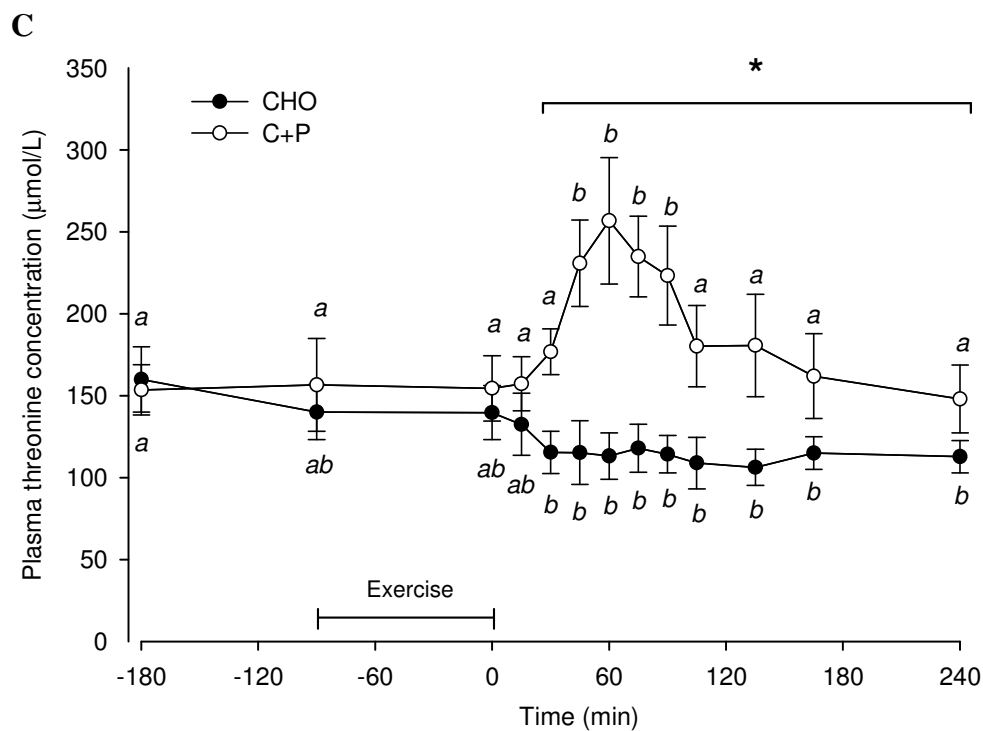 C
350
300
250
200
150
100
50
0
Plasma threonine concentration (μmol/L)
CHO
C+P
*
a
a
a
a
a
b
b
b
b
a
a
a
a
a
ab
ab
ab
b
b
b
b
b
b
b
b
b
Exercise
-180 -120 -60 0 60 120 180 240
Time (min)